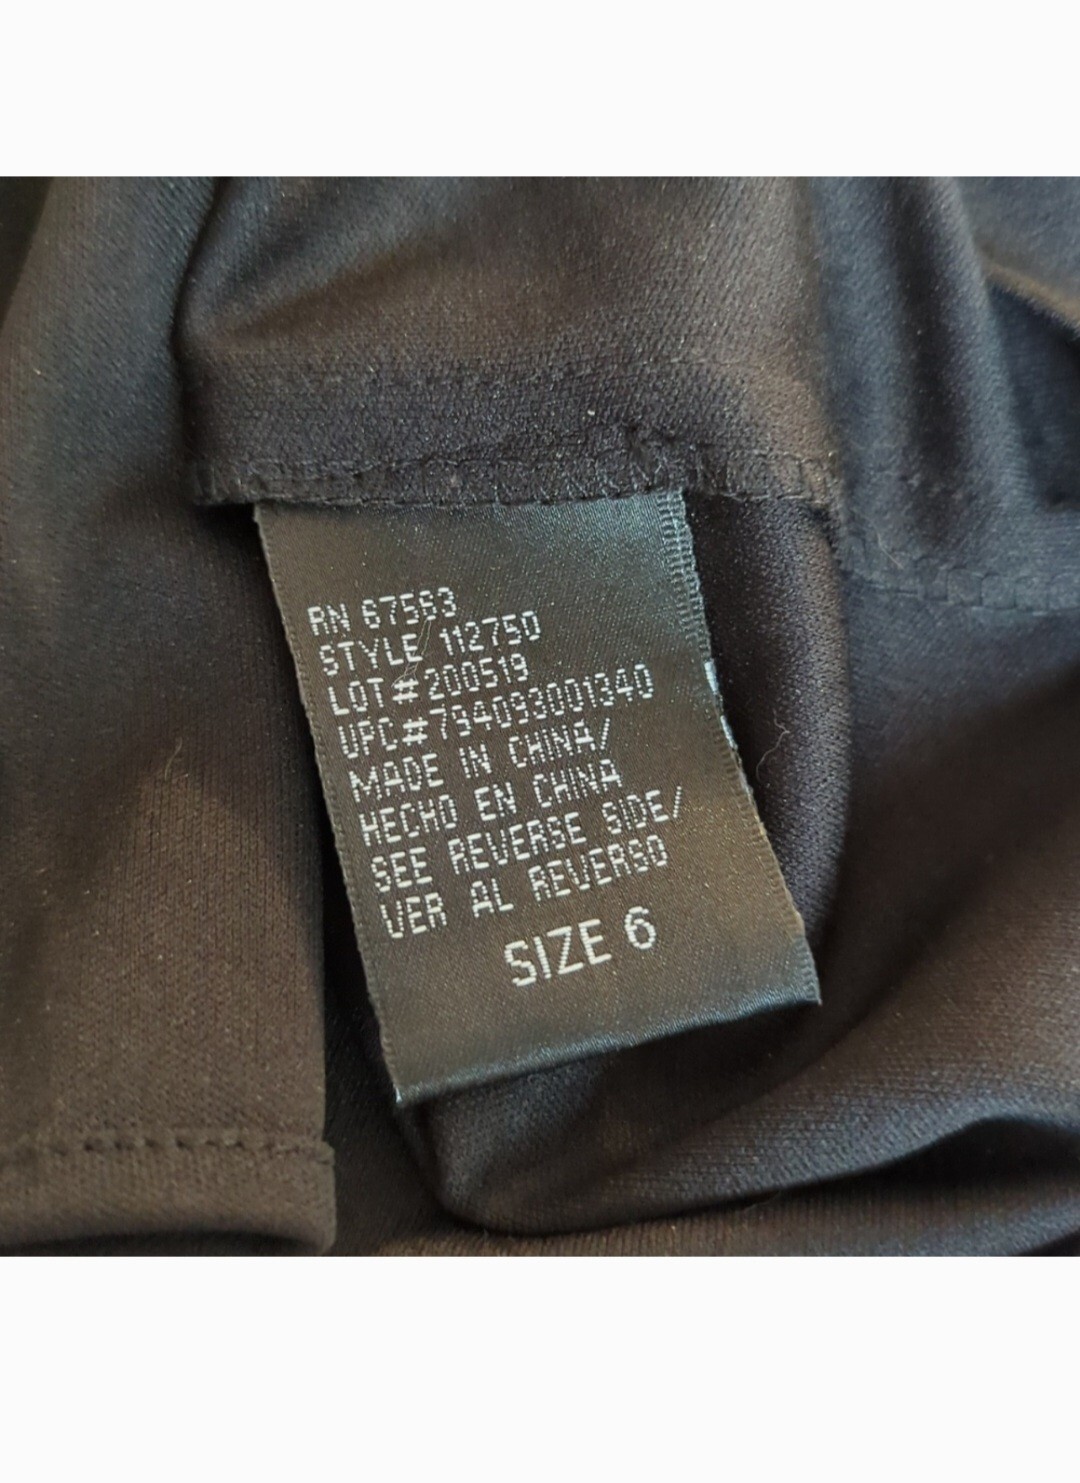 RN 67563
STYLE 112750
LOT#200519
UPC#794093001340
MADE IN CHINA/
HECHO EN CHINA
SEE REVERSE SIDE/
VER AL REVERSO
SIZE 6